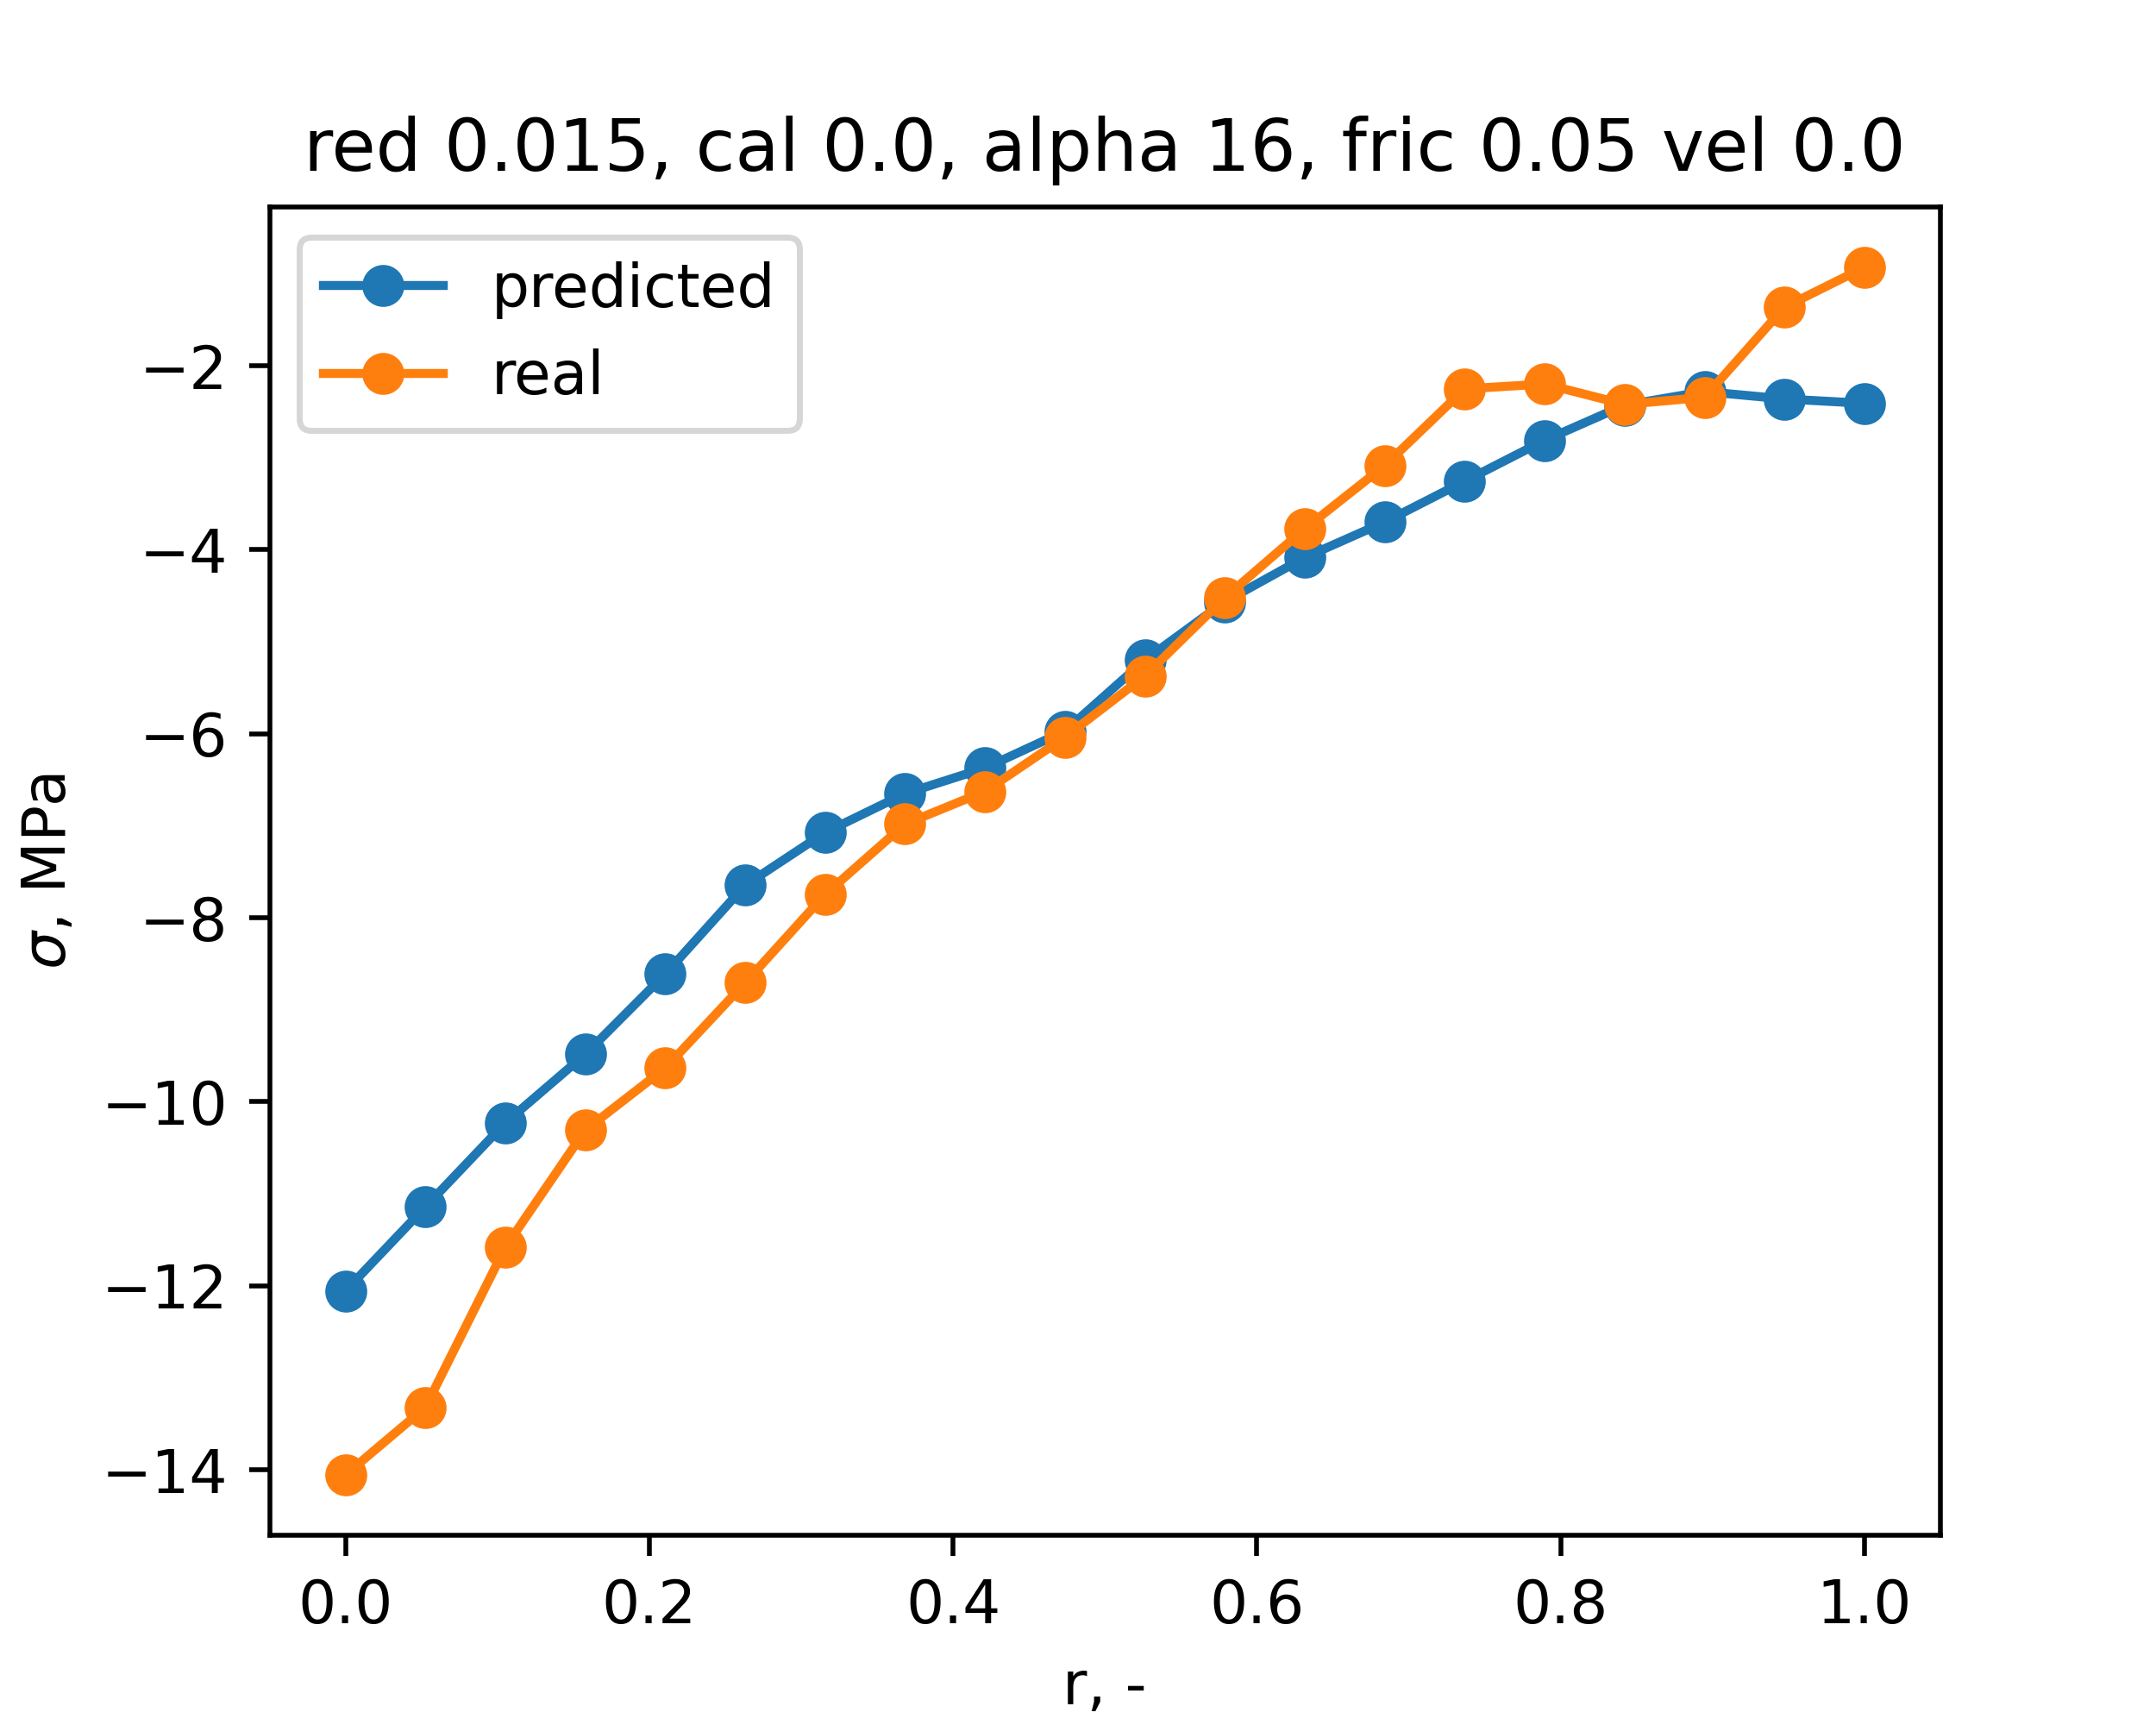 red 0.015, cal 0.0, alpha 16, fric 0.05 vel 0.0
predicted
real
−2
−4
−6
−8
−10
−12
−14
σ, MPa
0.0 0.2 0.4 0.6 0.8 1.0
r, -